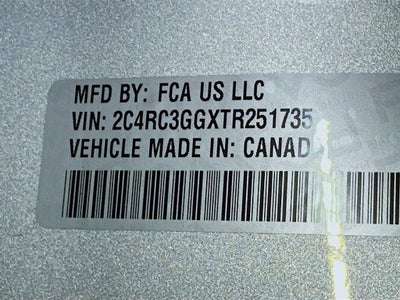 MFD BY: FCA US LLC
VIN: 2C4RC3GGXTR251735
VEHICLE MADE IN: CANAD